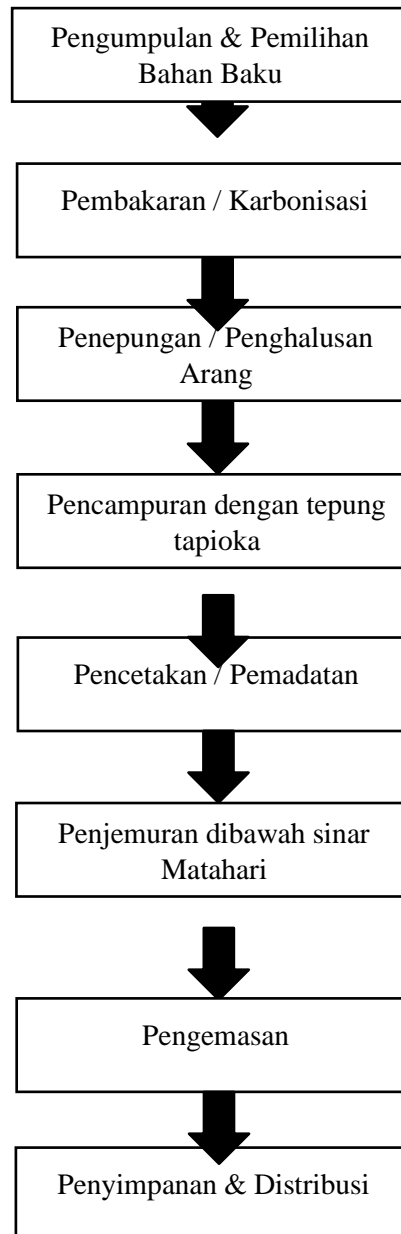 Pengumpulan & Pemilihan
Bahan Baku
Pembakaran / Karbonisasi
Penepungan / Penghalusan
Arang
Pencampuran dengan tepung
tapioka
Pencetakan / Pemadatan
Penjemuran dibawah sinar
Matahari
Pengemasan
Penyimpanan & Distribusi